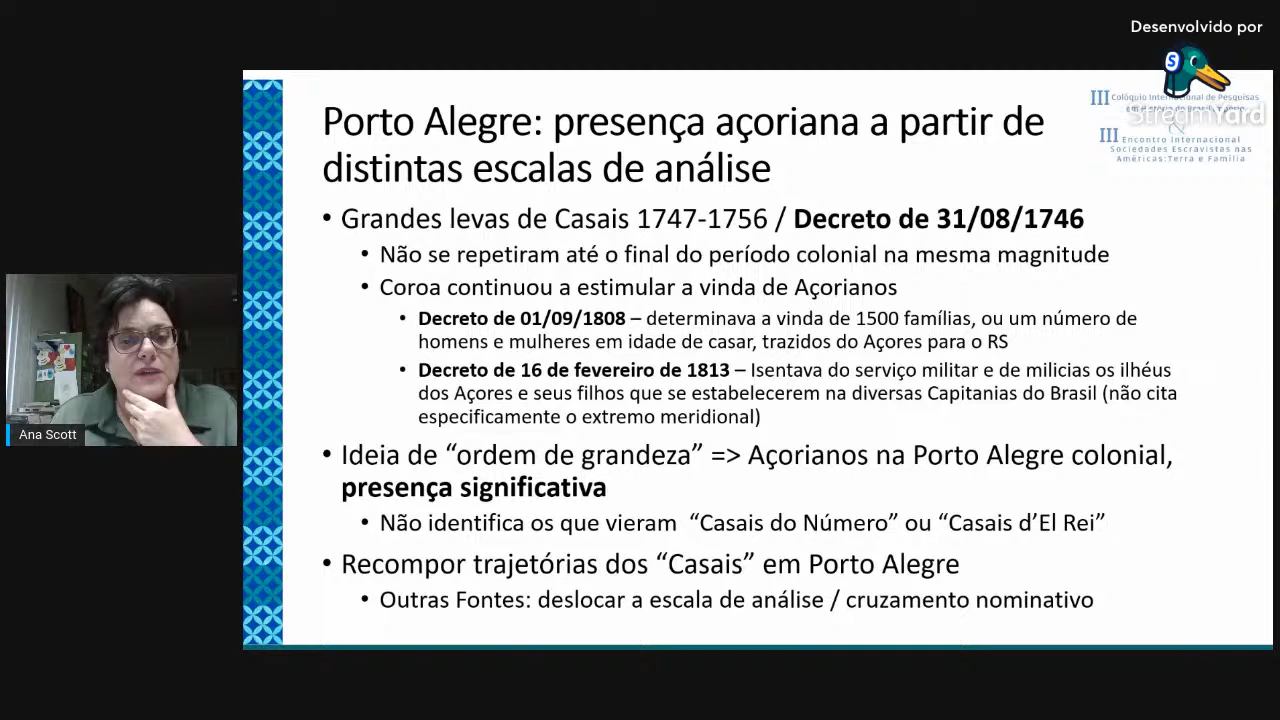 Desenvolvido por
S
StreamYard
III Colóquio Internacional de Pesquisas
&
III Encontro Internacional
Sociedades Escravistas nas
Américas:Terra e Família
Porto Alegre: presença açoriana a partir de
distintas escalas de análise
• Grandes levas de Casais 1747-1756 / Decreto de 31/08/1746
• Não se repetiram até o final do período colonial na mesma magnitude
• Coroa continuou a estimular a vinda de Açorianos
• Decreto de 01/09/1808 – determinava a vinda de 1500 famílias, ou um número de
homens e mulheres em idade de casar, trazidos do Açores para o RS
• Decreto de 16 de fevereiro de 1813 – Isentava do serviço militar e de milicias os ilhéus
dos Açores e seus filhos que se estabelecerem na diversas Capitanias do Brasil (não cita
especificamente o extremo meridional)
• Ideia de “ordem de grandeza” => Açorianos na Porto Alegre colonial,
presença significativa
• Não identifica os que vieram “Casais do Número” ou “Casais d’El Rei”
• Recompor trajetórias dos “Casais” em Porto Alegre
• Outras Fontes: deslocar a escala de análise / cruzamento nominativo
Ana Scott